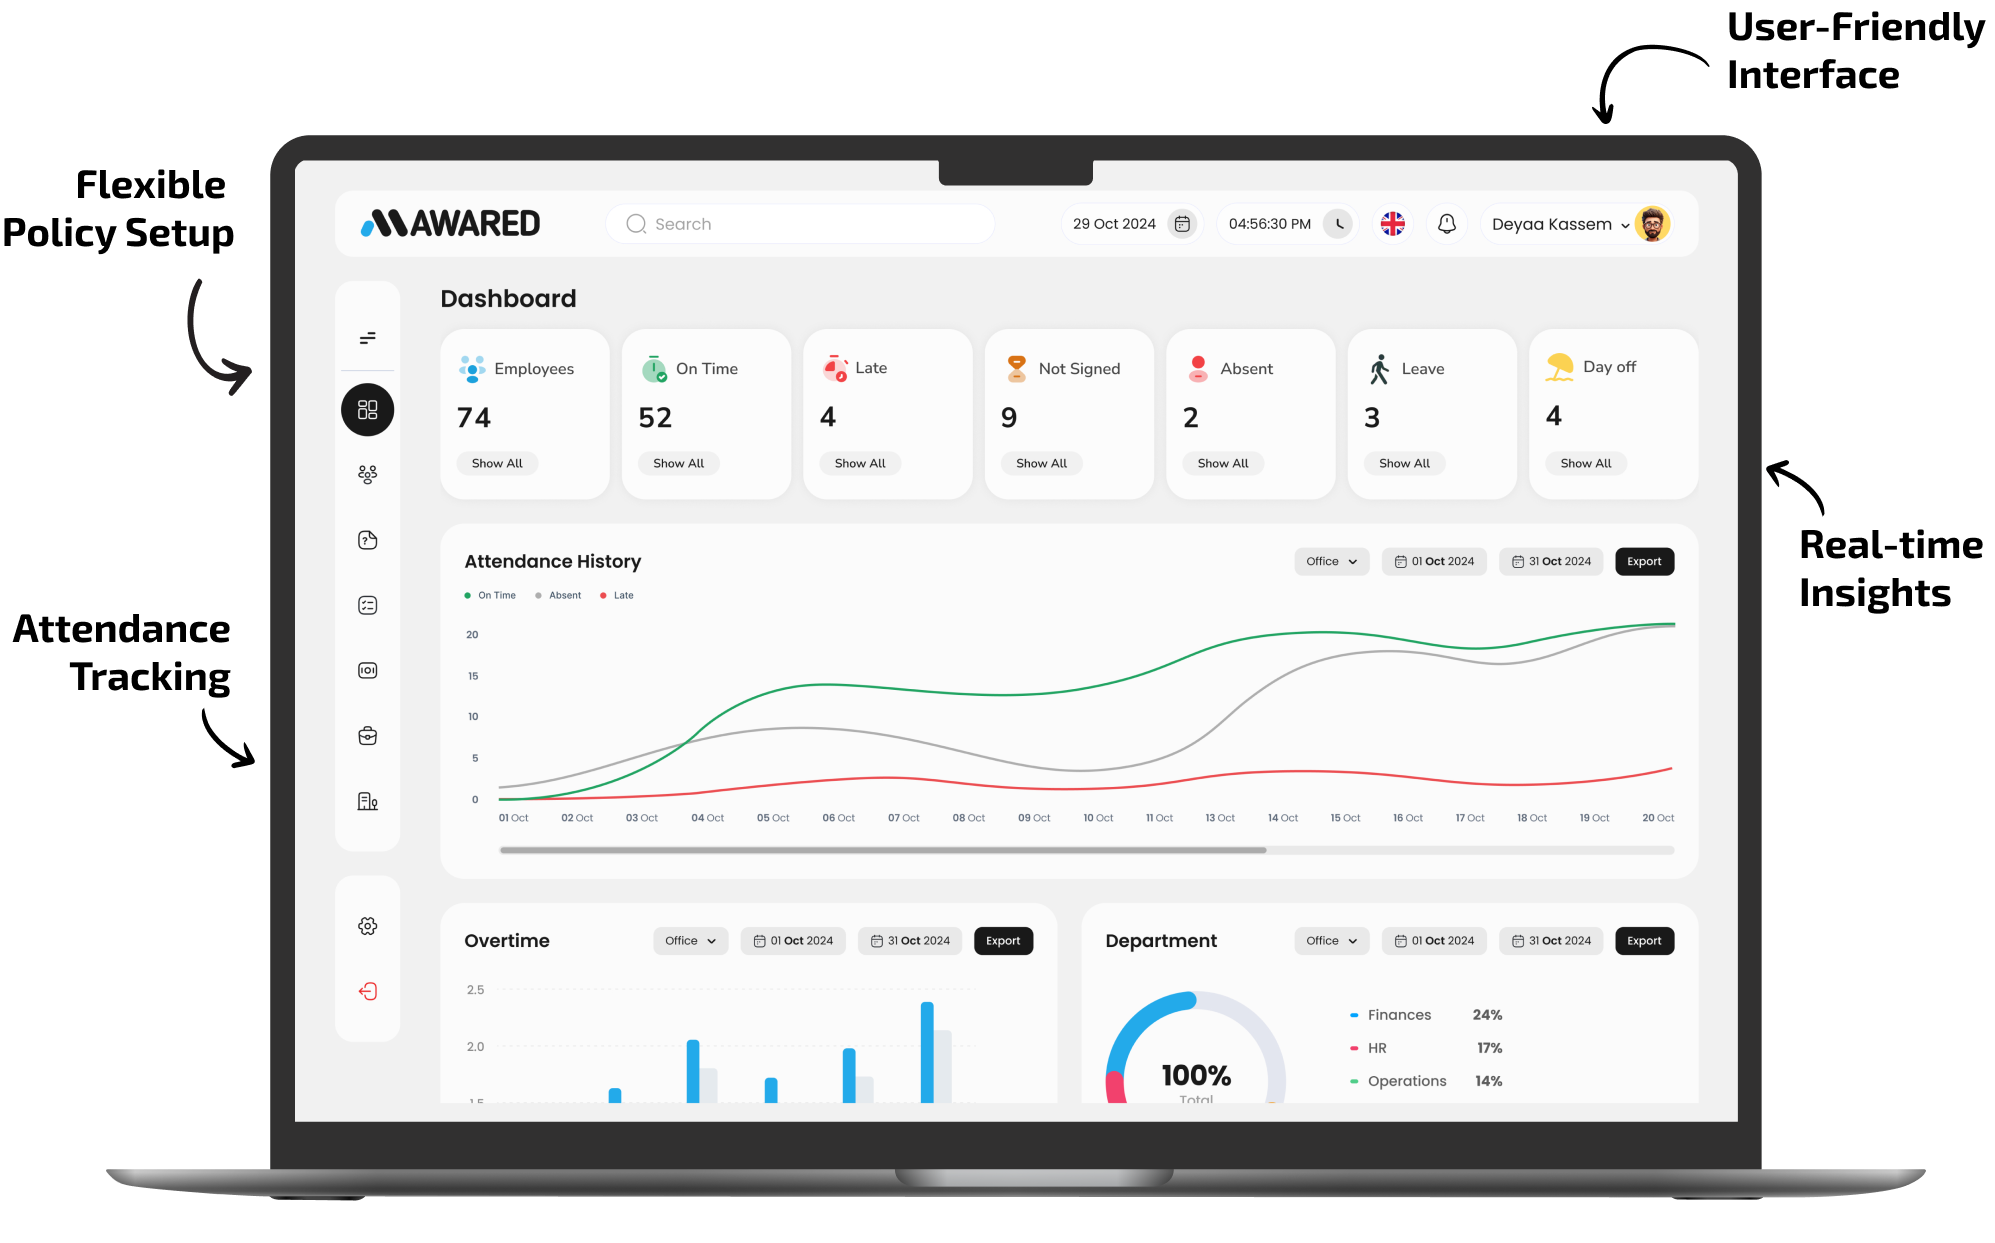 User-Friendly
Interface
Flexible
Policy Setup
Attendance
Tracking
Real-time
Insights
MAWARED
Search
29 Oct 2024
04:56:30 PM
Deyaa Kassem
Dashboard
Employees
74
Show All
On Time
52
Show All
Late
4
Show All
Not Signed
9
Show All
Absent
2
Show All
Leave
3
Show All
Day off
4
Show All
Attendance History
Office
01 Oct 2024
31 Oct 2024
Export
On Time
Absent
Late
20
15
10
5
0
01 Oct
02 Oct
03 Oct
04 Oct
05 Oct
06 Oct
07 Oct
08 Oct
09 Oct
10 Oct
11 Oct
13 Oct
14 Oct
15 Oct
16 Oct
17 Oct
18 Oct
19 Oct
20 Oct
Overtime
Office
01 Oct 2024
31 Oct 2024
Export
2.5
2.0
1.5
Department
Office
01 Oct 2024
31 Oct 2024
Export
100%
Total
Finances 24%
HR 17%
Operations 14%